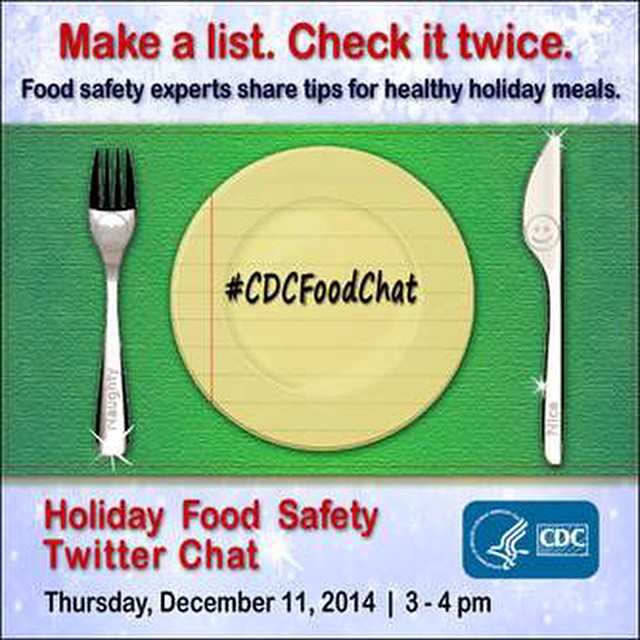 Make a list. Check it twice.
Food safety experts share tips for healthy holiday meals.
#CDCFoodChat
Naughty
Nice
Holiday Food Safety
Twitter Chat
CDC
Thursday, December 11, 2014 | 3 - 4 pm